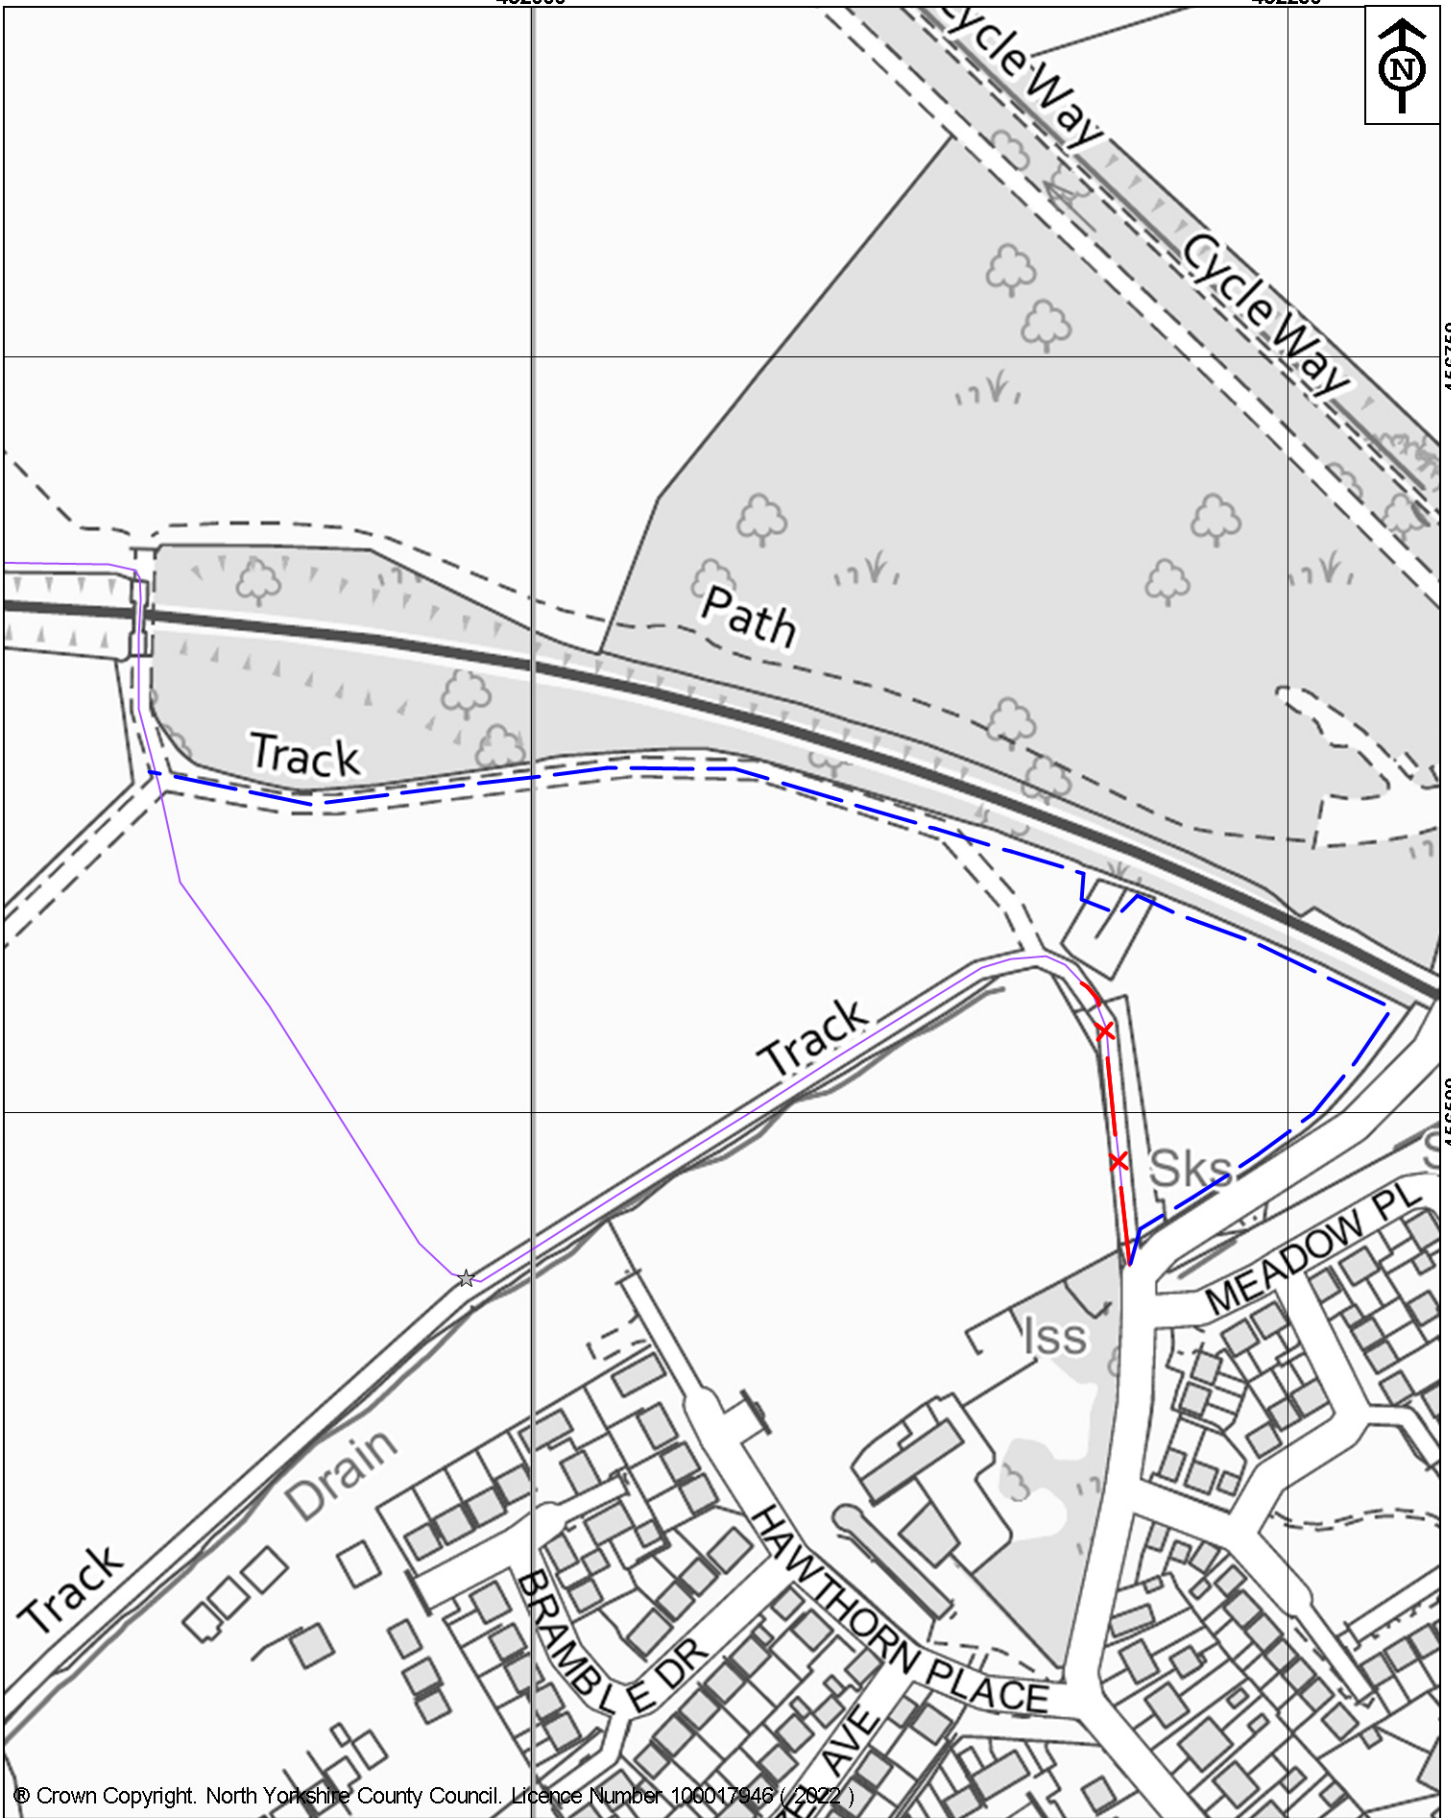 N
Cycle Way
Cycle Way
Path
Track
Track
Sks
MEADOW PL
Iss
Drain
HAWTHORN PLACE
Track
BRAMBLE DR
AVE
® Crown Copyright. North Yorkshire County Council. Licence Number 100017946 ( 2022 )